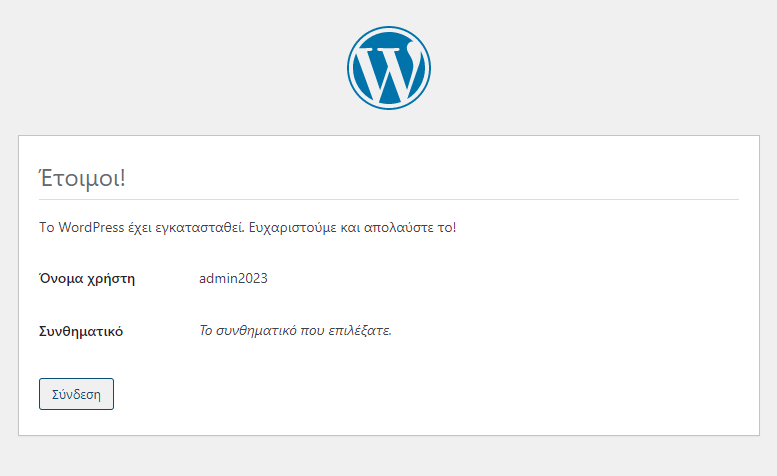 Έτοιμοι!
Το WordPress έχει εγκατασταθεί. Ευχαριστούμε και απολαύστε το!
Όνομα χρήστη admin2023
Συνθηματικό Το συνθηματικό που επιλέξατε.
Σύνδεση